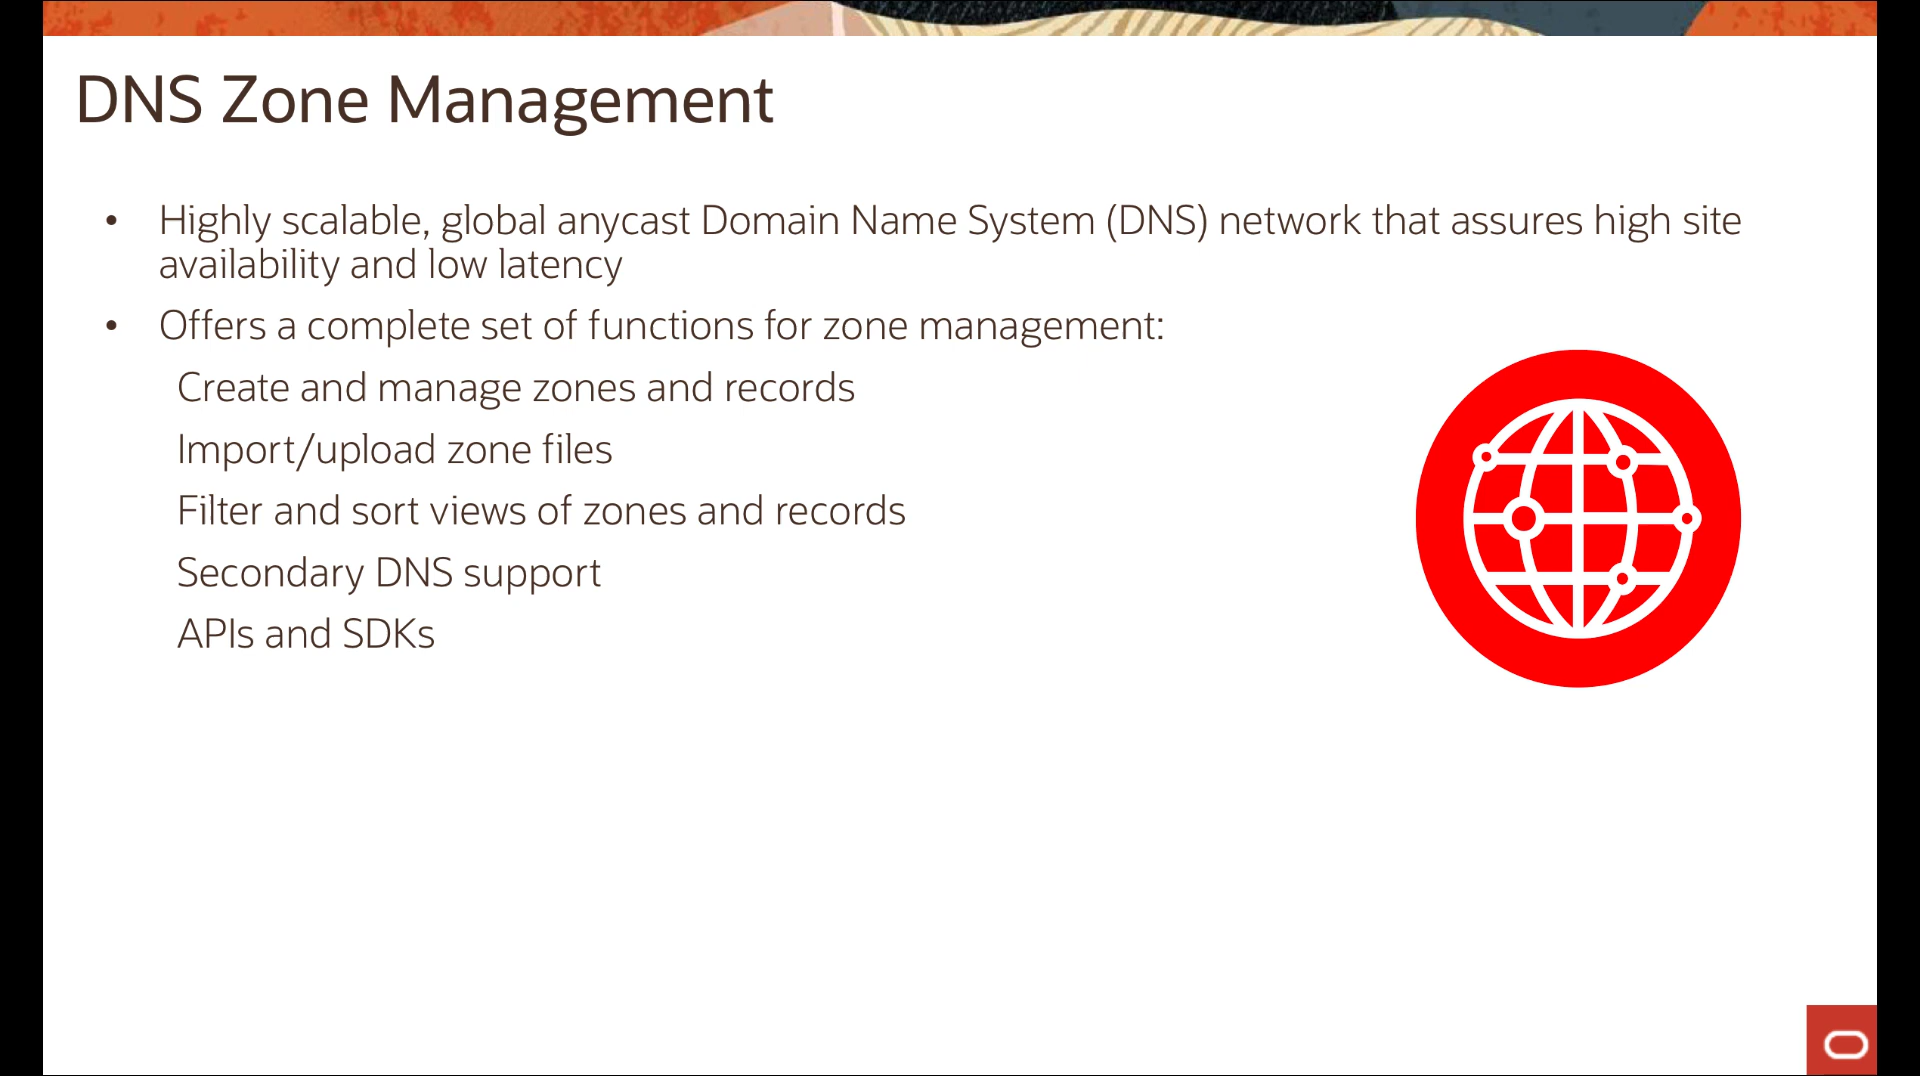 DNS Zone Management
• Highly scalable, global anycast Domain Name System (DNS) network that assures high site
availability and low latency
• Offers a complete set of functions for zone management:
Create and manage zones and records
Import/upload zone files
Filter and sort views of zones and records
Secondary DNS support
APIs and SDKs